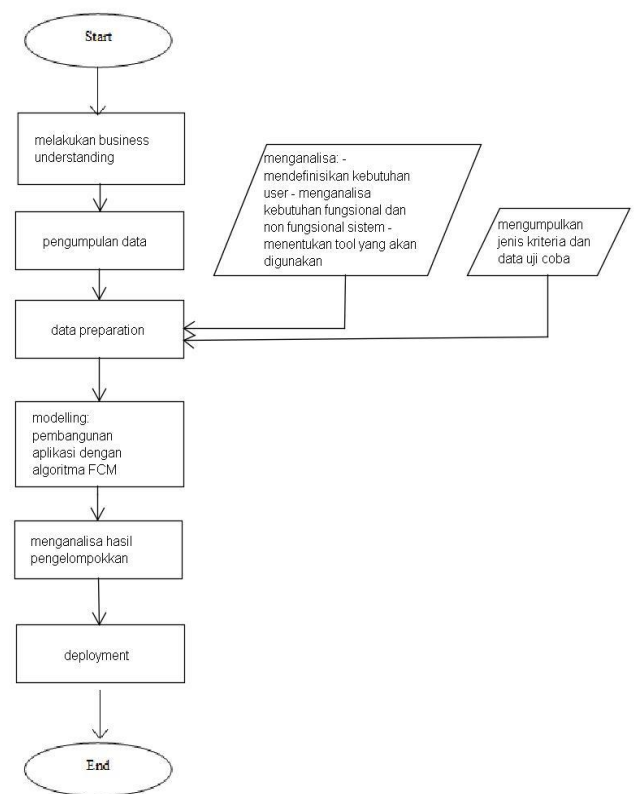 Start
melakukan business
understanding
pengumpulan data
menganalisa: -
mendefinisikan kebutuhan
user - menganalisa
kebutuhan fungsional dan
non fungsional sistem -
menentukan tool yang akan
digunakan
mengumpulkan
jenis kriteria dan
data uji coba
data preparation
modelling:
pembangunan
aplikasi dengan
algoritma FCM
menganalisa hasil
pengelompokkan
deployment
End